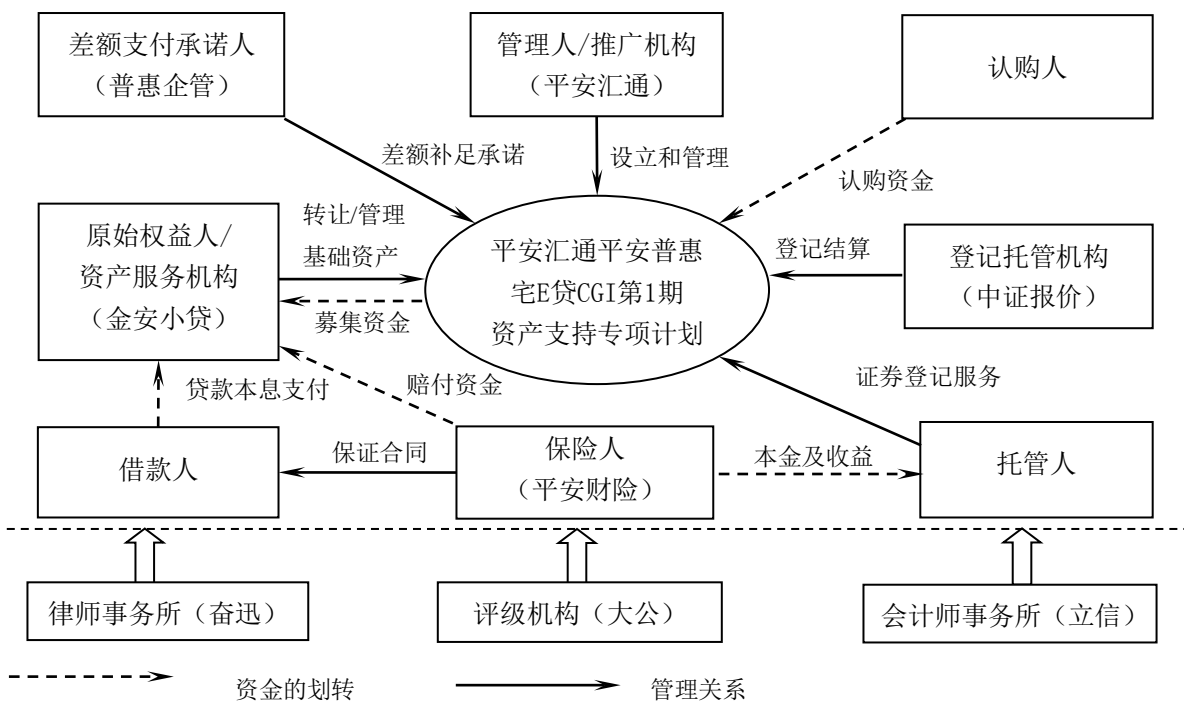 差额支付承诺人
（普惠企管）
管理人/推广机构
（平安汇通）
认购人
差额补足承诺
设立和管理
认购资金
原始权益人/
资产服务机构
（金安小贷）
转让/管理
基础资产
募集资金
平安汇通平安普惠
宅E贷CGI第1期
资产支持专项计划
登记结算
登记托管机构
（中证报价）
贷款本息支付
赔付资金
证券登记服务
借款人
保证合同
保险人
（平安财险）
本金及收益
托管人
律师事务所（奋迅）
评级机构（大公）
会计师事务所（立信）
资金的划转
管理关系